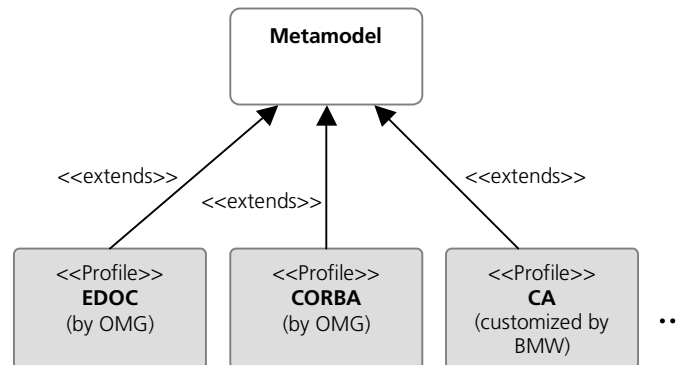 Metamodel
<<extends>>
<<extends>>
<<extends>>
<<Profile>>
EDOC
(by OMG)
<<Profile>>
CORBA
(by OMG)
<<Profile>>
CA
(customized by
BMW)
..